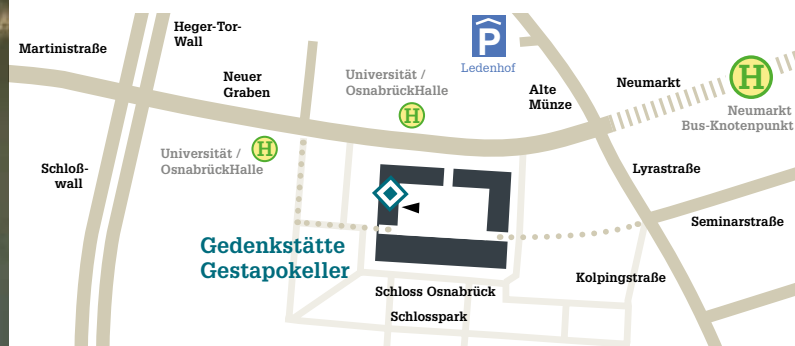 Heger-Tor-
Wall
Martinistraße
Neuer
Graben
Universität /
OsnabrückHalle
H
P
Ledenhof
Alte
Münze
Neumarkt
H
Neumarkt
Bus-Knotenpunkt
Universität /
OsnabrückHalle
H
Schloß-
wall
Lyrastraße
Seminarstraße
Gedenkstätte
Gestapokeller
Kolpingstraße
Schloss Osnabrück
Schlosspark